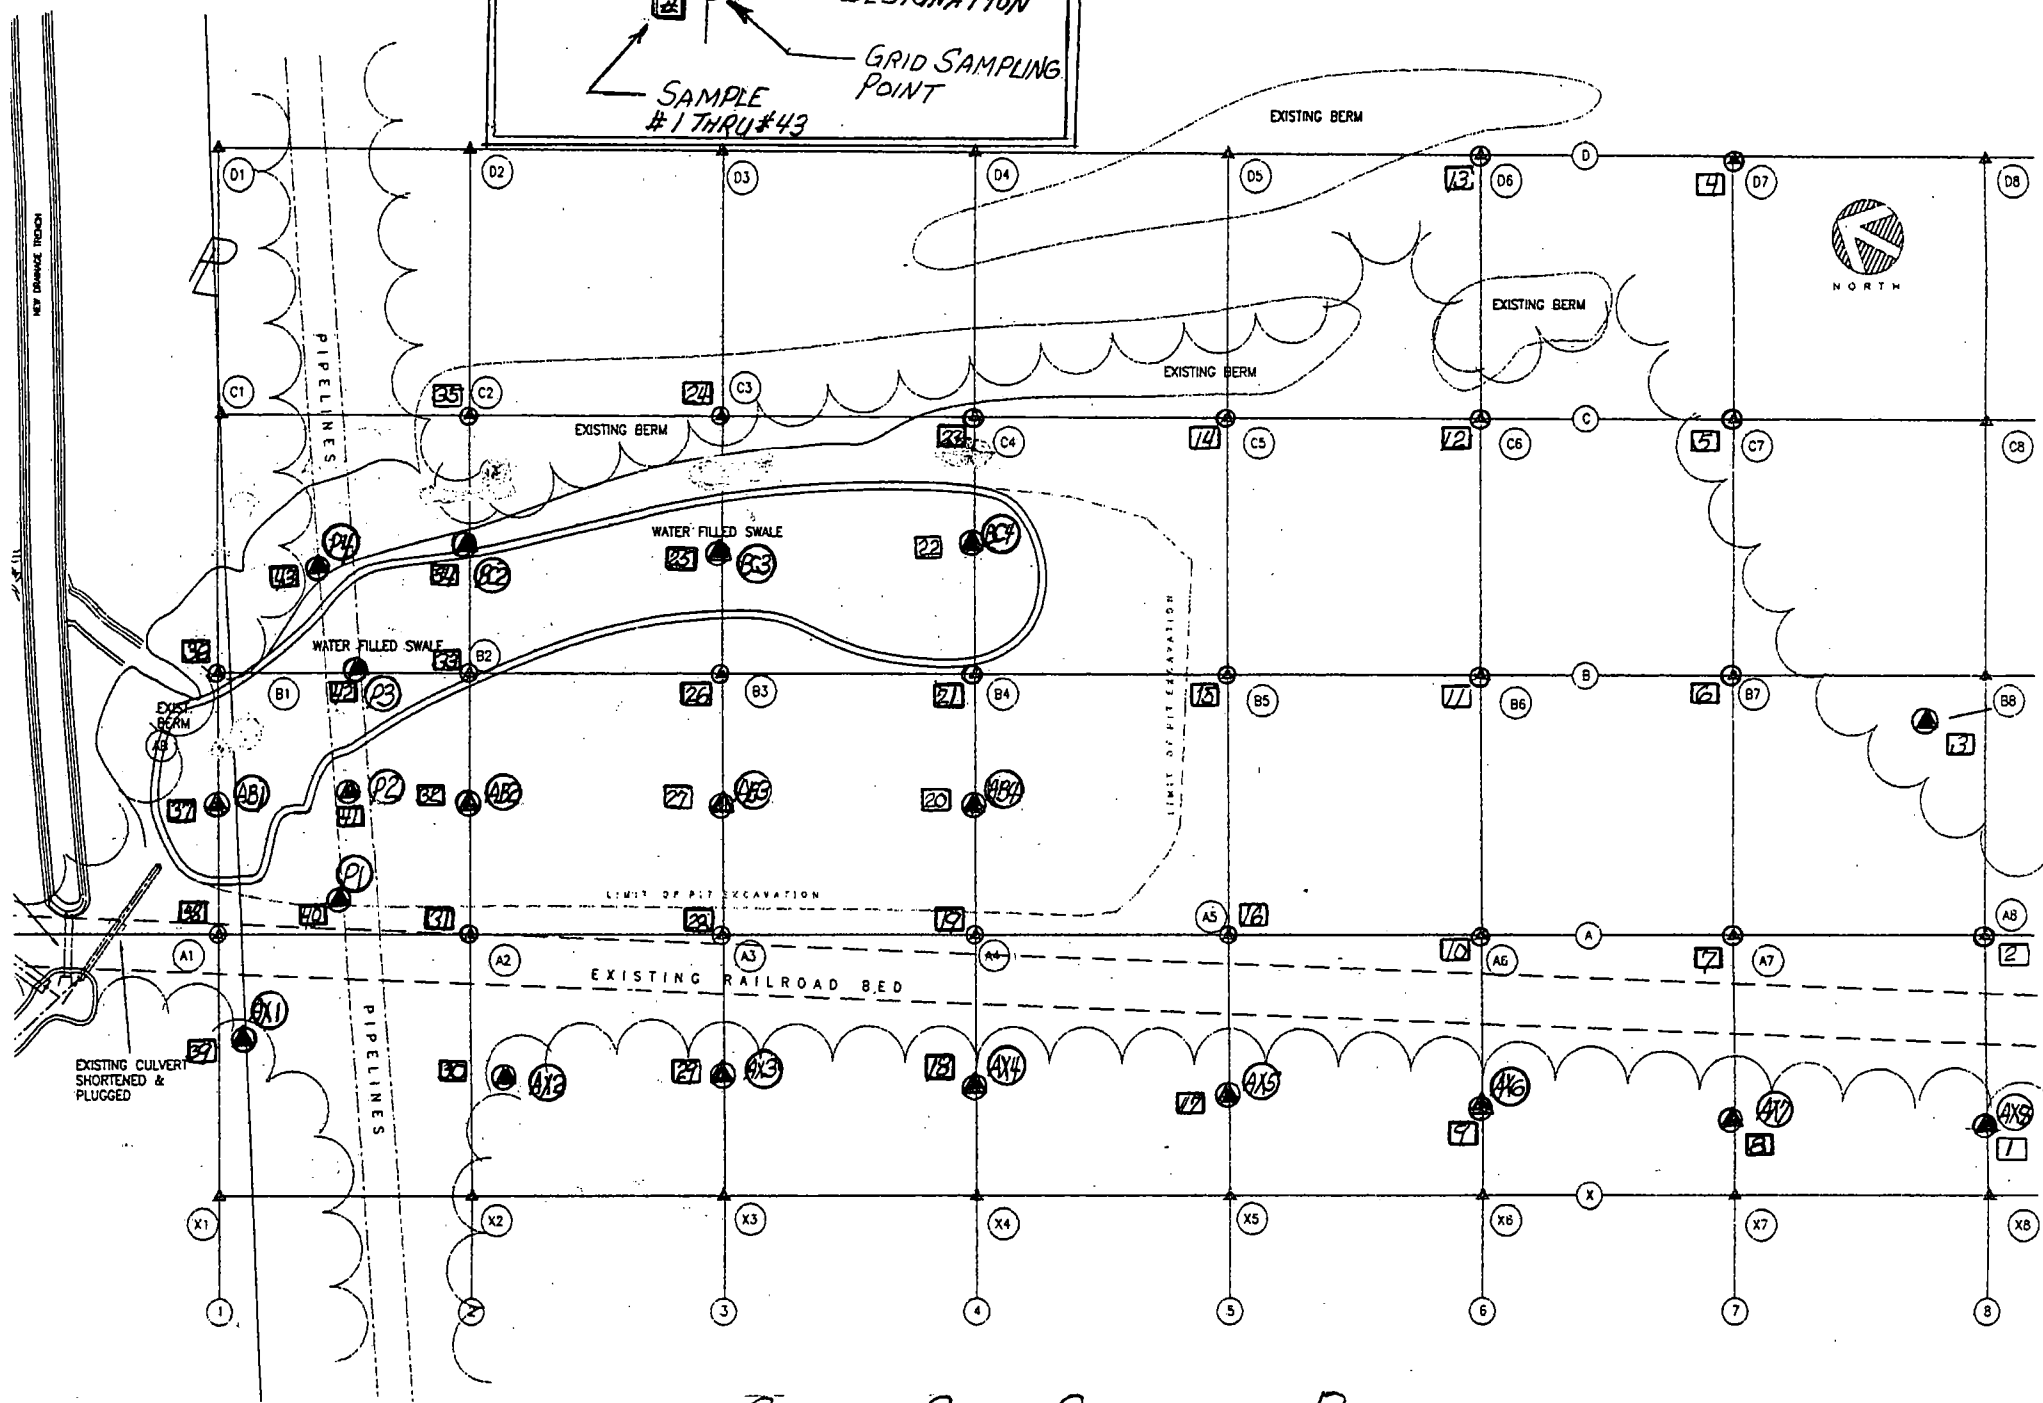 #
DESIGNATION
GRID SAMPLING
POINT
SAMPLE
#1 THRU #43
EXISTING BERM
D1
D2
D3
D4
D5
13
D6
D
4
D7
D8
NEW DRAINAGE TRENCH
NORTH
EXISTING BERM
PIPELINES
EXISTING BERM
C1
35
C2
24
C3
EXISTING BERM
23
C4
14
C5
12
C6
C
5
C7
C8
P4
43
34
BC2
WATER FILLED SWALE
25
BC3
22
BC4
LIMIT OF PIT EXCAVATION
36
WATER FILLED SWALE
33
B2
B1
42
P3
26
B3
21
B4
15
B5
11
B6
B
6
B7
B8
13
EXIST.
BERM
AB
37
AB1
P2
41
32
AB2
27
AB3
20
AB4
P1
LIMIT OF PIT EXCAVATION
38
40
31
28
19
A5
16
A8
A1
A2
A3
A4
10
A6
A
7
A7
2
EXISTING RAILROAD BED
PIPELINES
AX1
39
EXISTING CULVERT
SHORTENED &
PLUGGED
30
AX2
29
AX3
18
AX4
17
AX5
9
AX6
8
AX7
AX8
1
X1
X2
X3
X4
X5
X6
X
X7
X8
1
2
3
4
5
6
7
8